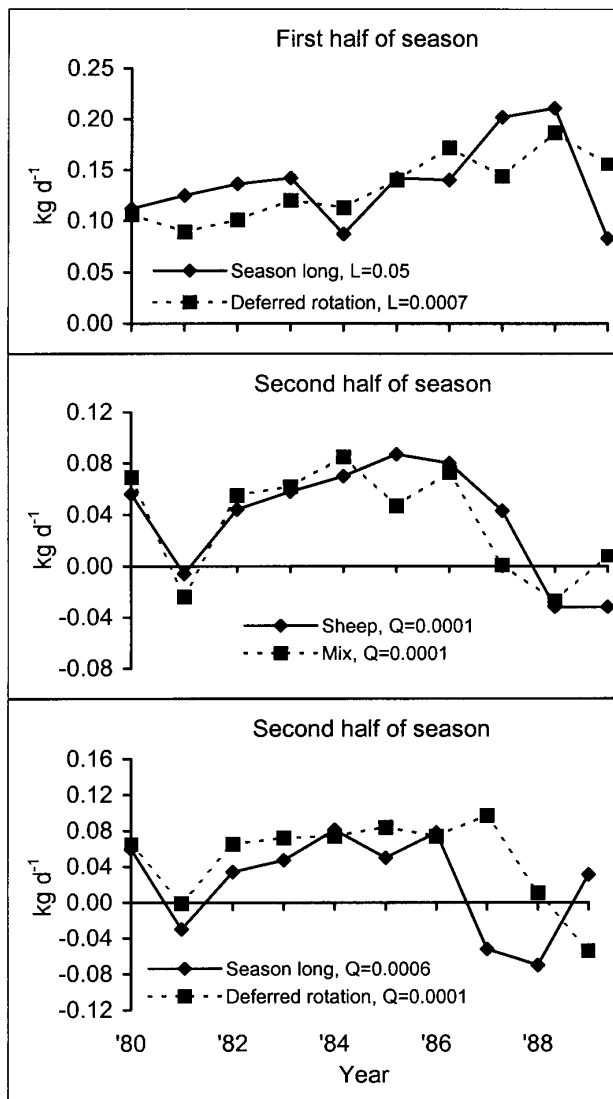 First half of season
0.25
0.20
0.15
0.10
0.05
0.00
kg d⁻¹
Season long, L=0.05
Deferred rotation, L=0.0007
Second half of season
0.12
0.08
0.04
0.00
-0.04
-0.08
kg d⁻¹
Sheep, Q=0.0001
Mix, Q=0.0001
Second half of season
0.16
0.12
0.08
0.04
0.00
-0.04
-0.08
-0.12
kg d⁻¹
Season long, Q=0.0006
Deferred rotation, Q=0.0001
'80 '82 '84 '86 '88
Year